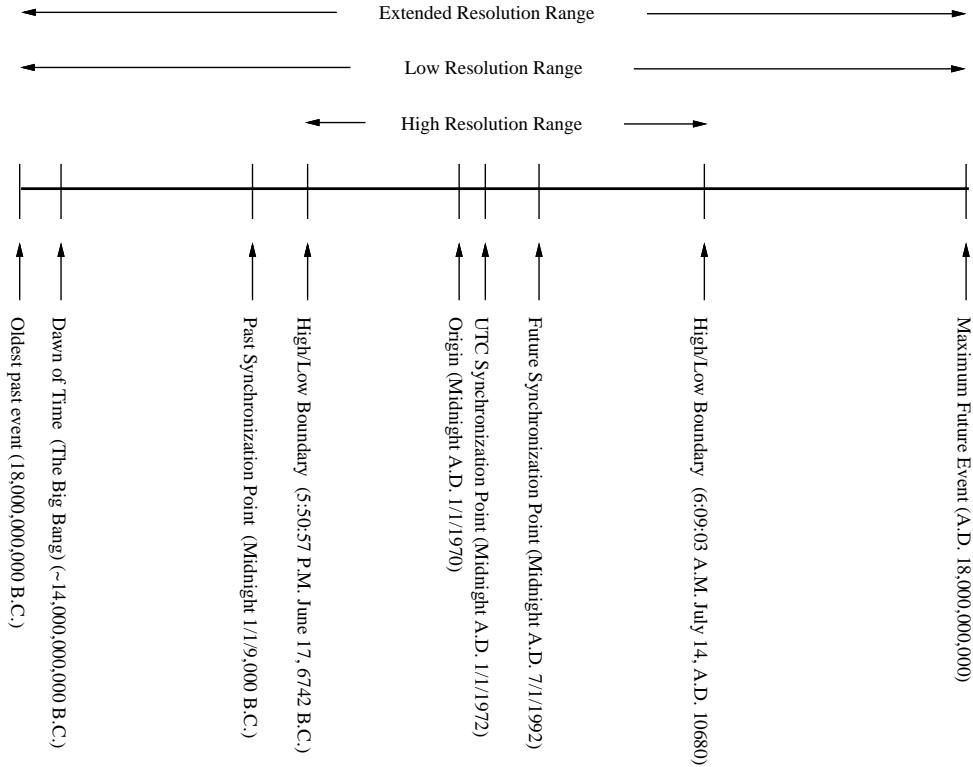 Extended Resolution Range
Low Resolution Range
High Resolution Range
Oldest past event (18,000,000,000 B.C.)
Dawn of Time (The Big Bang) (~14,000,000,000 B.C.)
Past Synchronization Point (Midnight 1/1/9,000 B.C.)
High/Low Boundary (5:50:57 P.M. June 17, 6742 B.C.)
Origin (Midnight A.D. 1/1/1970)
UTC Synchronization Point (Midnight A.D. 1/1/1972)
Future Synchronization Point (Midnight A.D. 7/1/1992)
High/Low Boundary (6:09:03 A.M. July 14, A.D. 10680)
Maximum Future Event (A.D. 18,000,000,000)